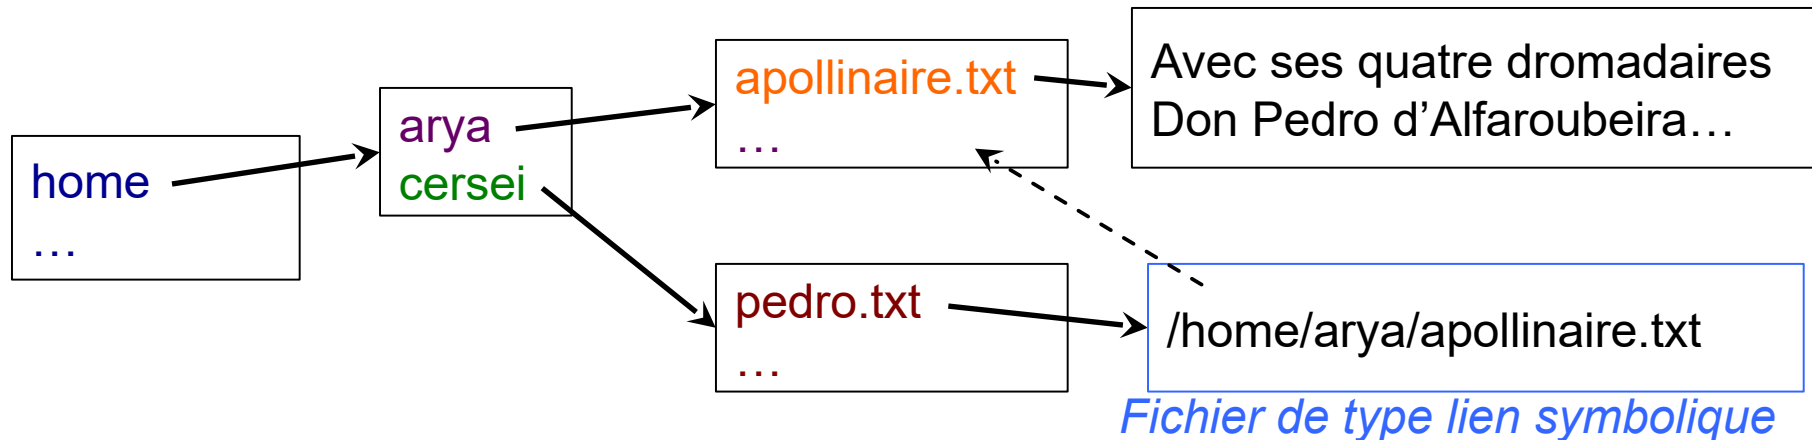 home
…
arya
cersei
apollinaire.txt
…
Avec ses quatre dromadaires
Don Pedro d’Alfaroubeira…
pedro.txt
…
/home/arya/apollinaire.txt
Fichier de type lien symbolique